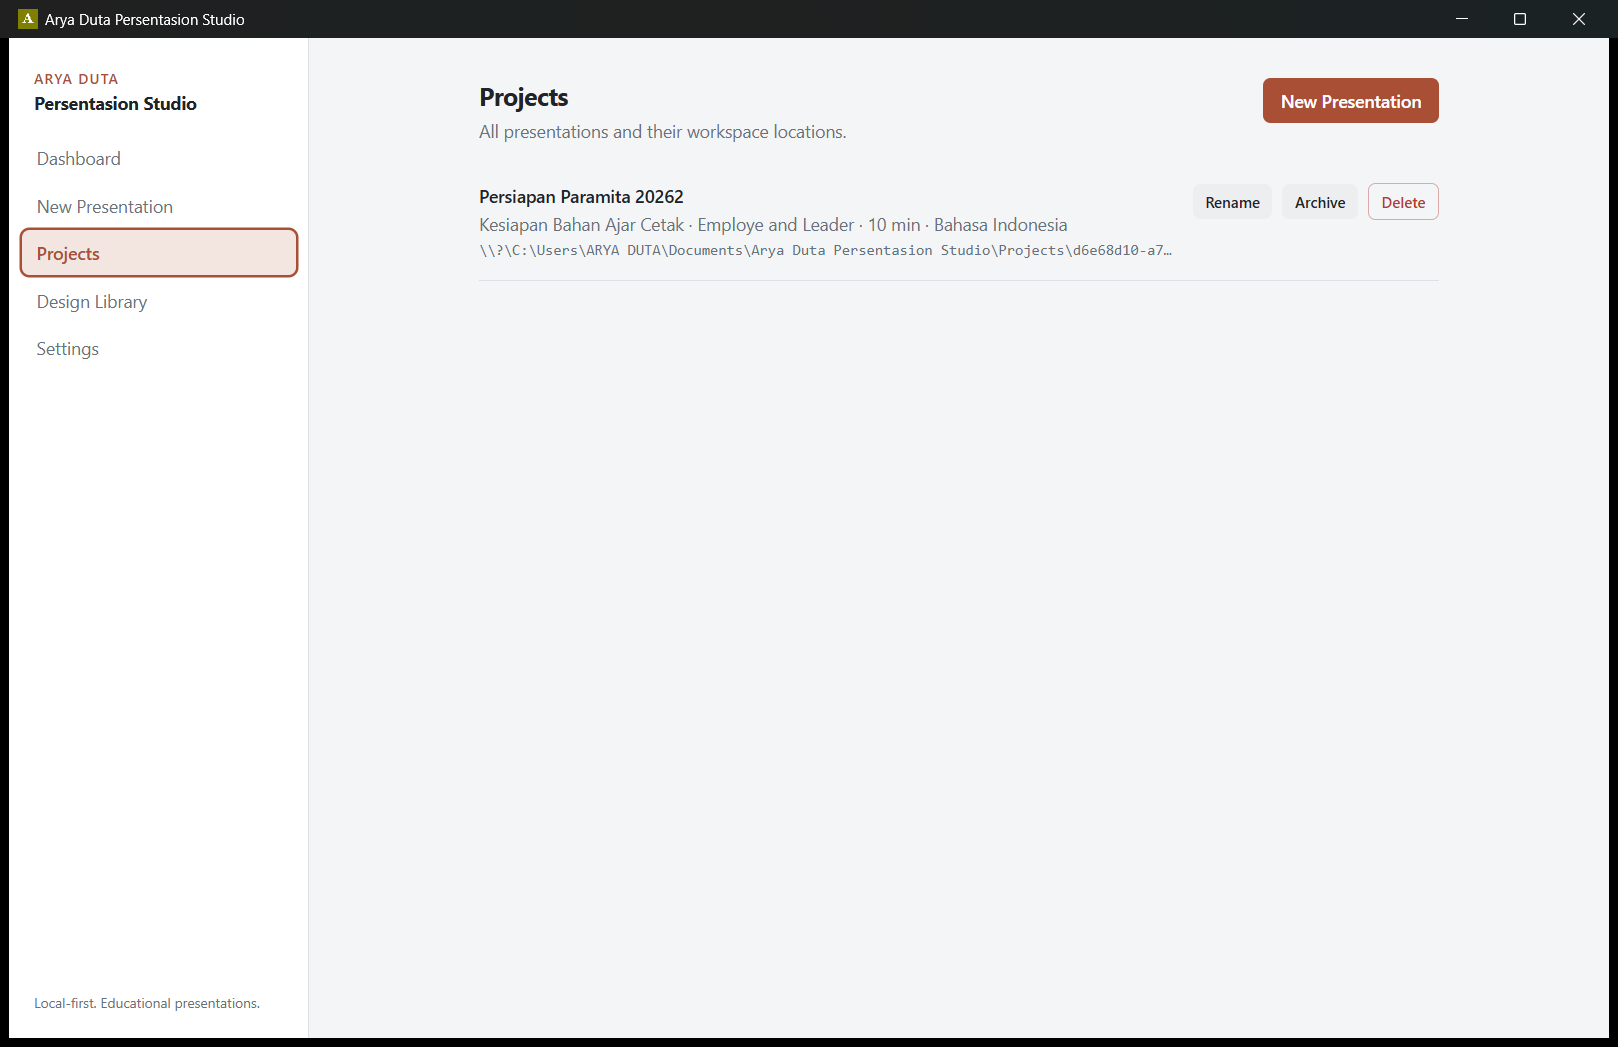 A Arya Duta Persentasion Studio
ARYA DUTA
Persentasion Studio
Dashboard
New Presentation
Projects
Design Library
Settings
Local-first. Educational presentations.
Projects
All presentations and their workspace locations.
New Presentation
Persiapan Paramita 20262
Kesiapan Bahan Ajar Cetak · Employe and Leader · 10 min · Bahasa Indonesia
\\?\C:\Users\ARYA DUTA\Documents\Arya Duta Persentasion Studio\Projects\d6e68d10-a7…
Rename
Archive
Delete